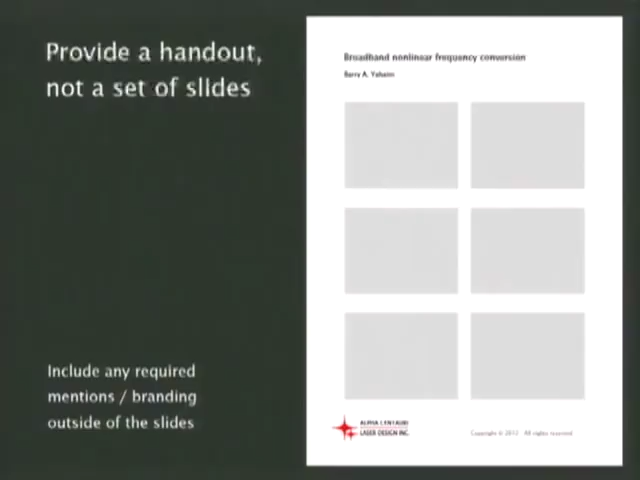 Provide a handout,
not a set of slides
Broadband nonlinear frequency conversion
Barry A.
Include any required
mentions / branding
outside of the slides
ALPHA CENTAURI
LASER DESIGN INC.
Copyright © 2012 All rights reserved